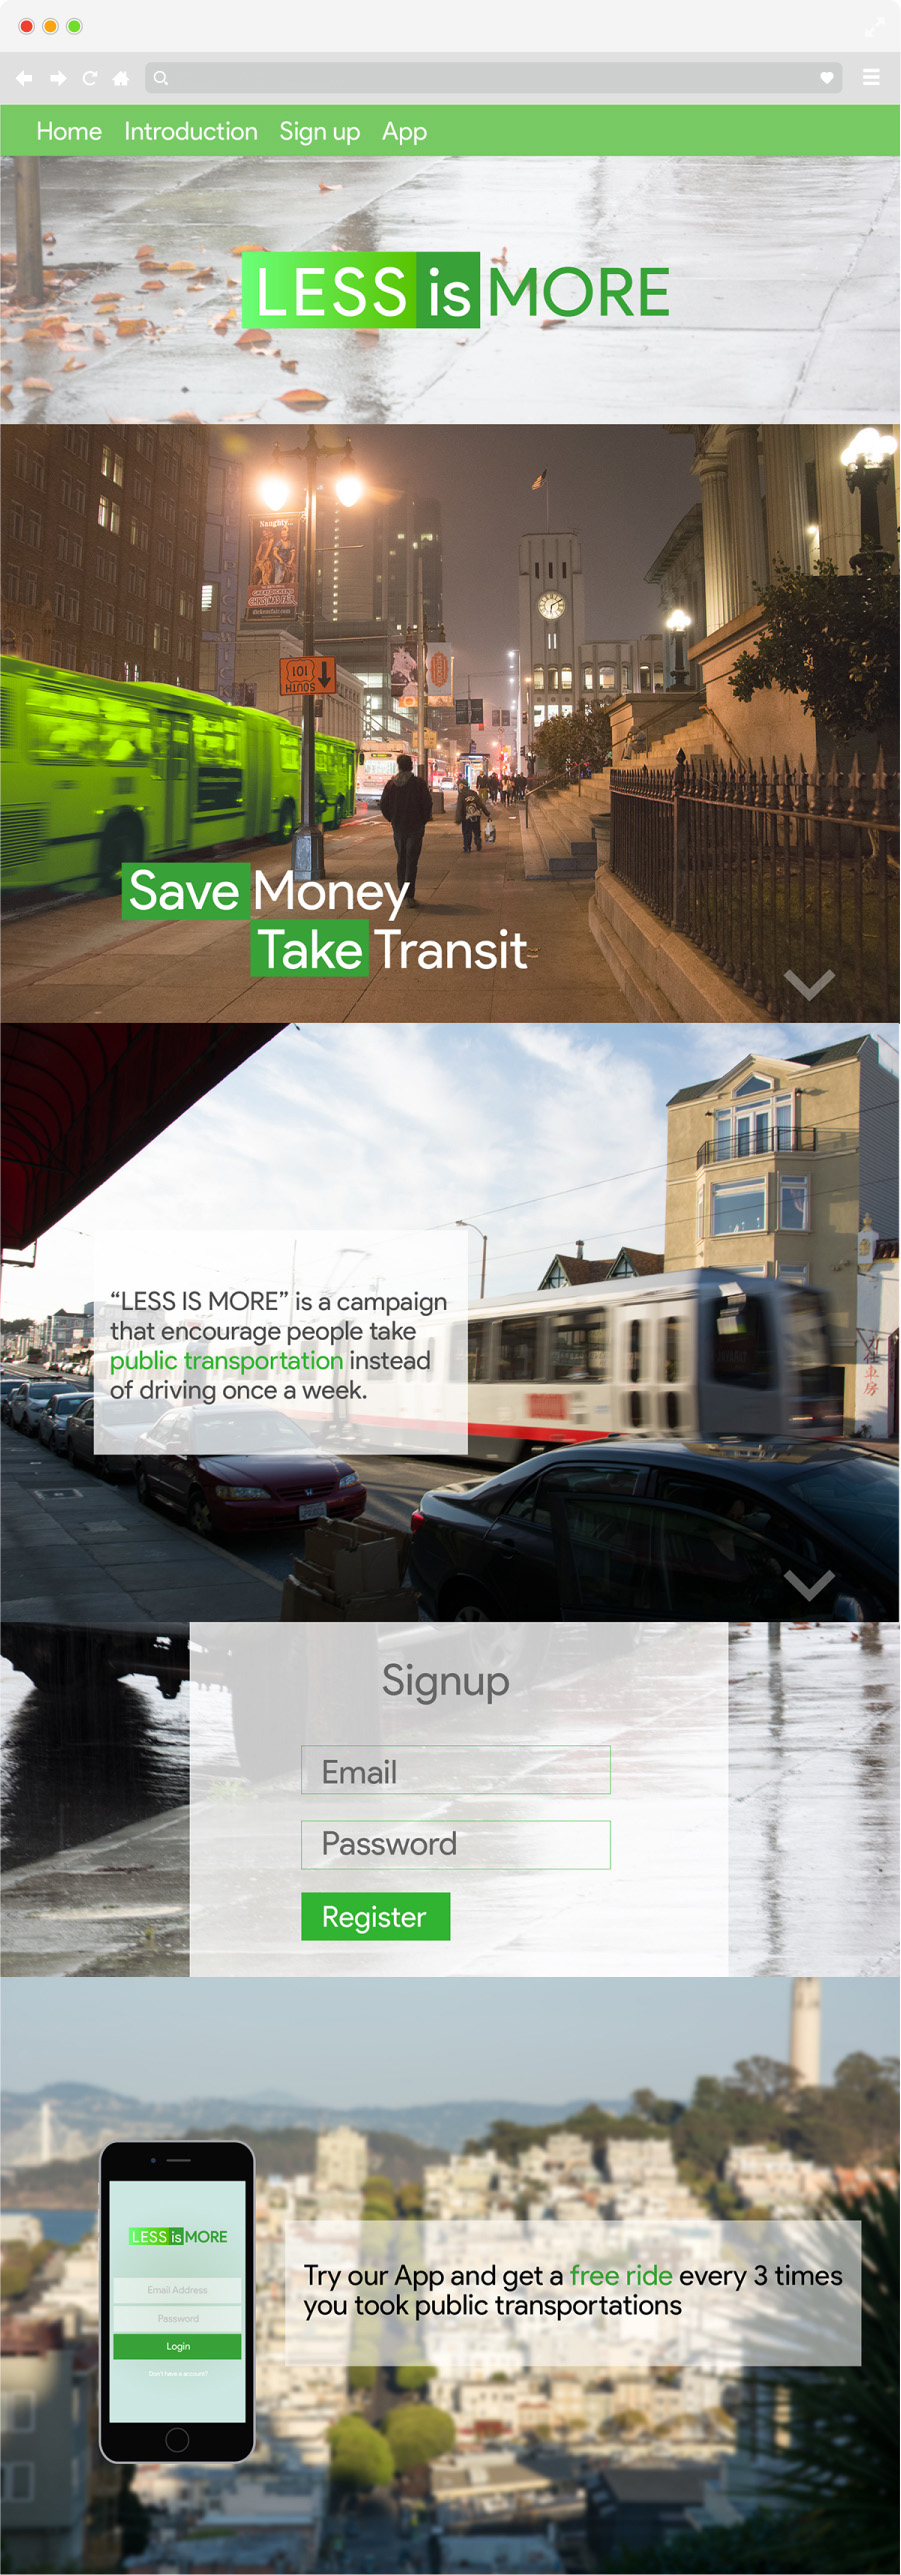 Home Introduction Sign up App
LESS is MORE
Naughty...
CHRISTMAS FAIR
SOUTH
101
Save Money
Take Transit
“LESS IS MORE” is a campaign
that encourage people take
public transportation instead
of driving once a week.
Signup
Email
Password
Register
LESS is MORE
Email Address
Password
Login
Don't have a account?
Try our App and get a free ride every 3 times
you took public transportations